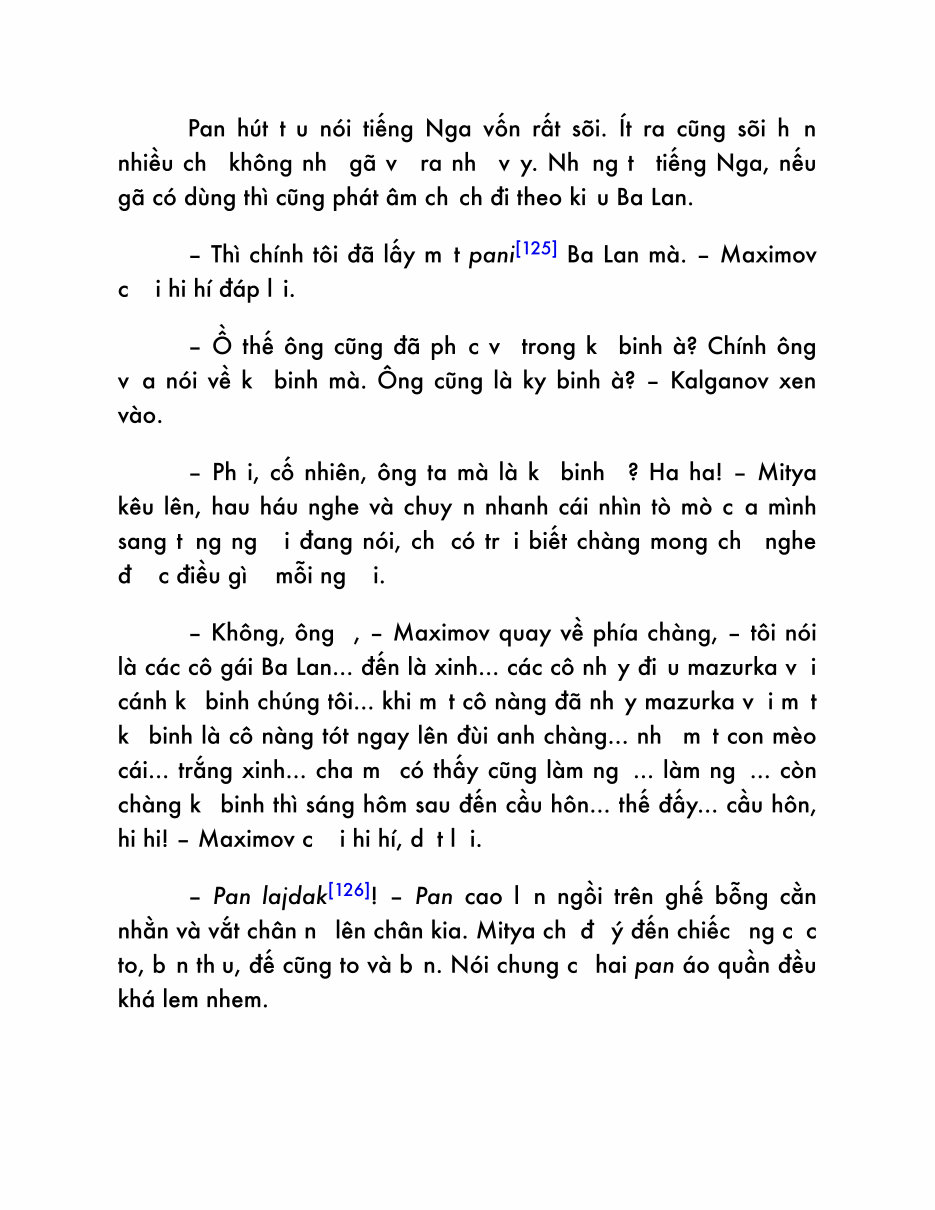 Pan hút t u nói tiếng Nga vốn rất sõi. Ít ra cũng sõi h n
nhiều ch không nh gã v ra nh v y. Nh ng t tiếng Nga, nếu
gã có dùng thì cũng phát âm ch ch đi theo ki u Ba Lan.
– Thì chính tôi đã lấy m t pani[125] Ba Lan mà. – Maximov
c i hi hí đáp l i.
– Ồ thế ông cũng đã ph c v trong k binh à? Chính ông
v a nói về k binh mà. Ông cũng là ky binh à? – Kalganov xen
vào.
– Ph i, cố nhiên, ông ta mà là k binh ? Ha ha! – Mitya
kêu lên, hau háu nghe và chuy n nhanh cái nhìn tò mò c a mình
sang t ng ng i đang nói, ch có tr i biết chàng mong ch nghe
đ c điều gì mỗi ng i.
– Không, ông , – Maximov quay về phía chàng, – tôi nói
là các cô gái Ba Lan... đến là xinh... các cô nh y đi u mazurka v i
cánh k binh chúng tôi... khi m t cô nàng đã nh y mazurka v i m t
k binh là cô nàng tót ngay lên đùi anh chàng... nh m t con mèo
cái... trắng xinh... cha m có thấy cũng làm ng ... làm ng ... còn
chàng k binh thì sáng hôm sau đến cầu hôn... thế đấy... cầu hôn,
hi hi! – Maximov c i hi hí, d t l i.
– Pan lajdak[126]! – Pan cao l n ngồi trên ghế bỗng cằn
nhằn và vắt chân n lên chân kia. Mitya ch đ ý đến chiếc ng c c
to, b n th u, đế cũng to và b n. Nói chung c hai pan áo quần đều
khá lem nhem.